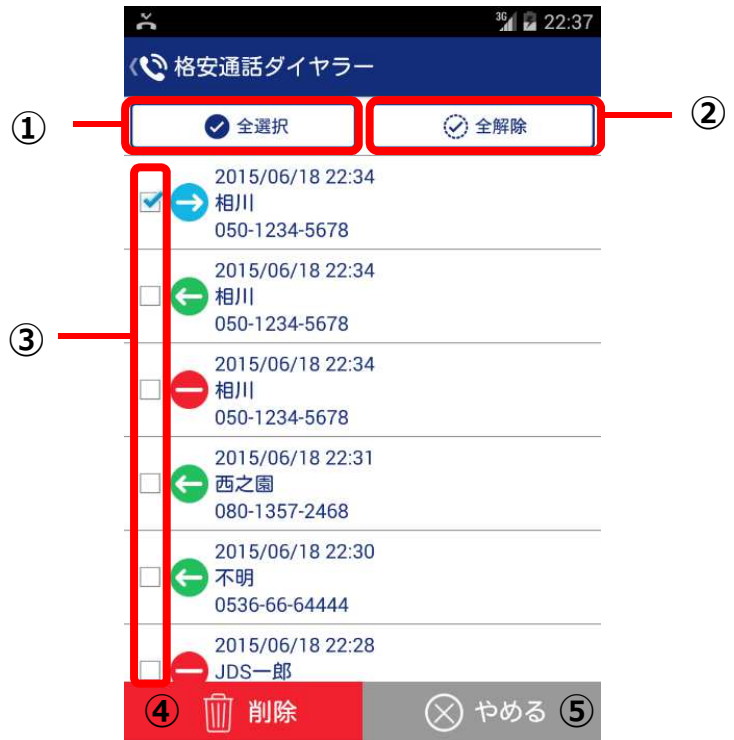 3G 22:37
格安通話ダイヤラー
① 全選択 全解除 ②
2015/06/18 22:34
相川
050-1234-5678
2015/06/18 22:34
相川
050-1234-5678
③
2015/06/18 22:34
相川
050-1234-5678
2015/06/18 22:31
西之園
080-1357-2468
2015/06/18 22:30
不明
0536-66-64444
2015/06/18 22:28
JDS一郎
④ 削除 やめる ⑤